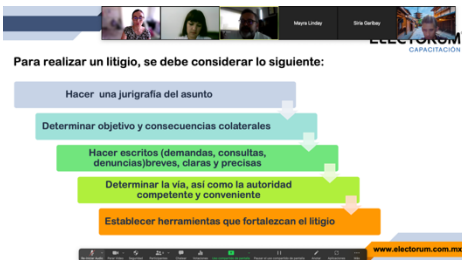 Mayra Linday
Siria Garibay
ELECTORUM
CAPACITACIÓN
Para realizar un litigio, se debe considerar lo siguiente:
Hacer una jurigrafía del asunto
Determinar objetivo y consecuencias colaterales
Hacer escritos (demandas, consultas,
denuncias)breves, claras y precisas
Determinar la vía, así como la autoridad
competente y conveniente
Establecer herramientas que fortalezcan el litigio
www.electorum.com.mx